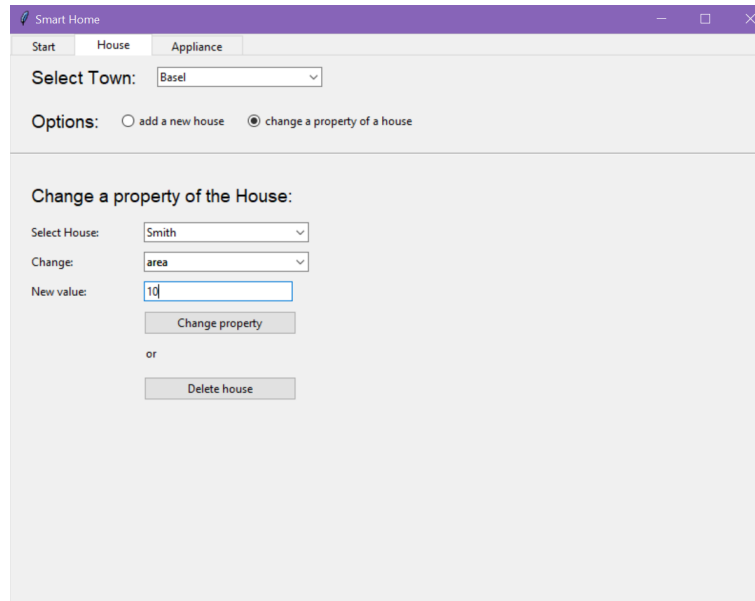 Smart Home
Start House Appliance
Select Town: Basel
Options: add a new house change a property of a house
Change a property of the House:
Select House: Smith
Change: area
New value: 10
Change property
or
Delete house